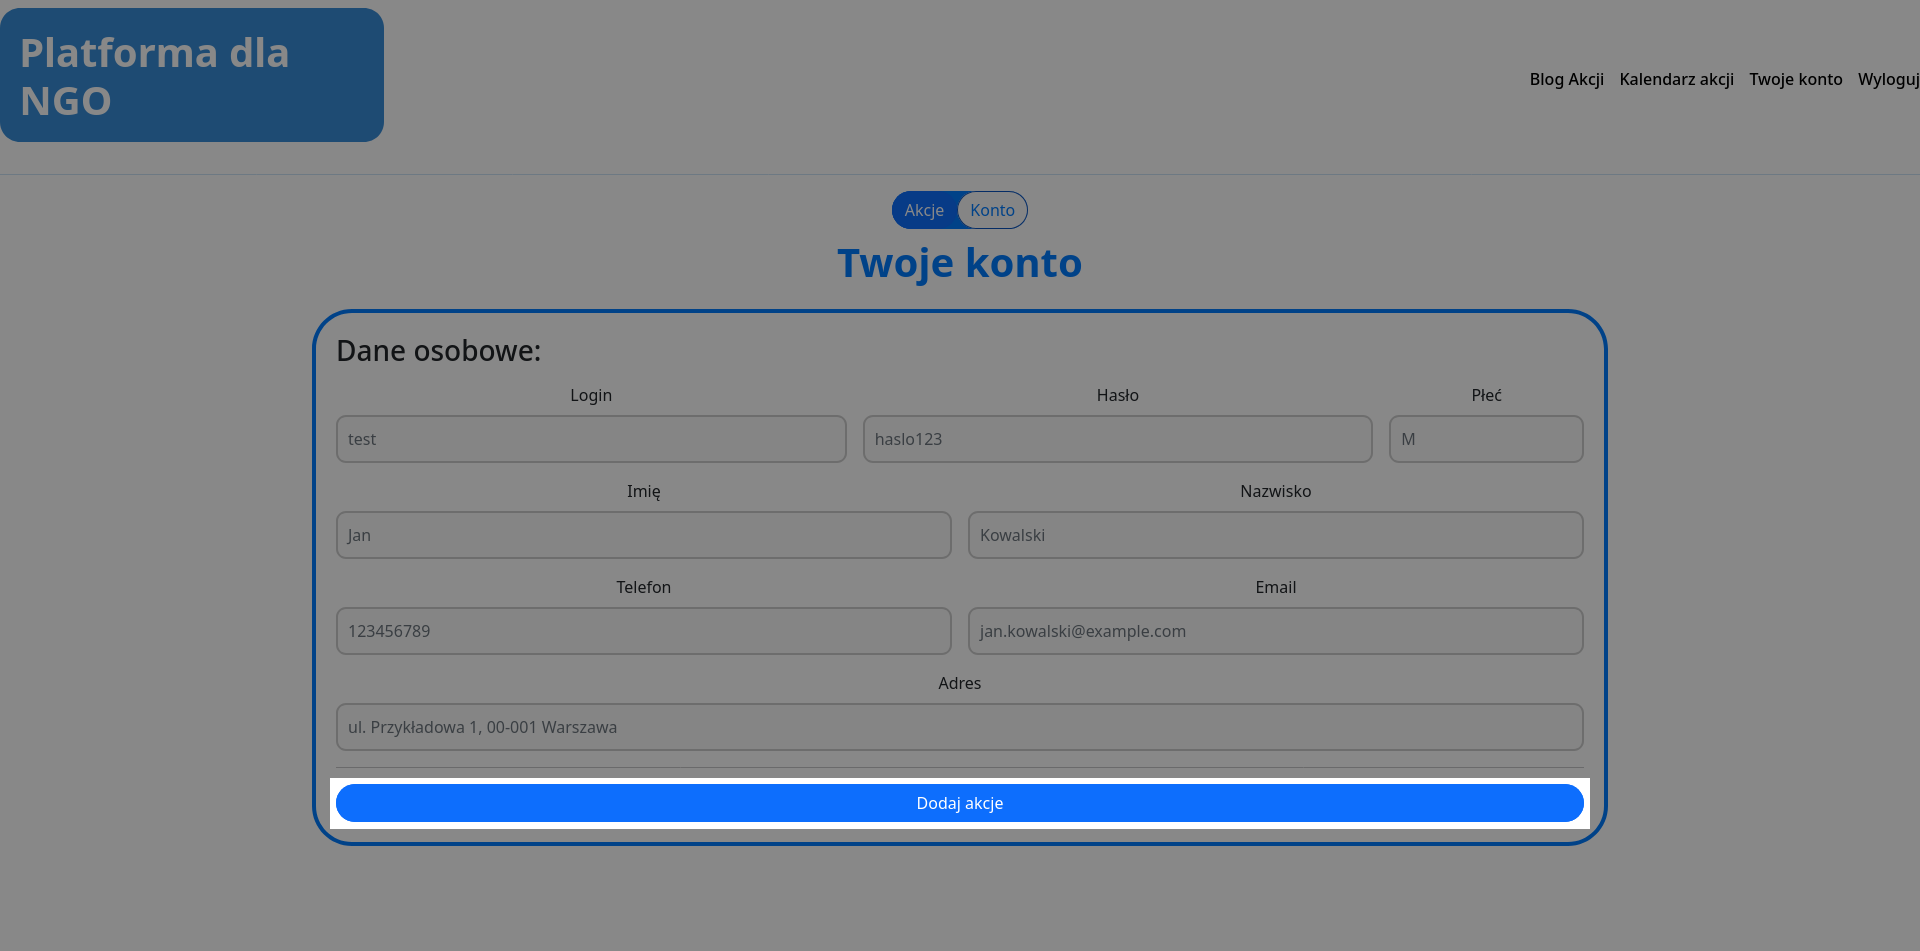 Platforma dla
NGO
Blog Akcji Kalendarz akcji Twoje konto Wyloguj
Akcje Konto
Twoje konto
Dane osobowe:
Login Hasło Płeć
test haslo123 M
Imię Nazwisko
Jan Kowalski
Telefon Email
123456789 jan.kowalski@example.com
Adres
ul. Przykładowa 1, 00-001 Warszawa
Dodaj akcje